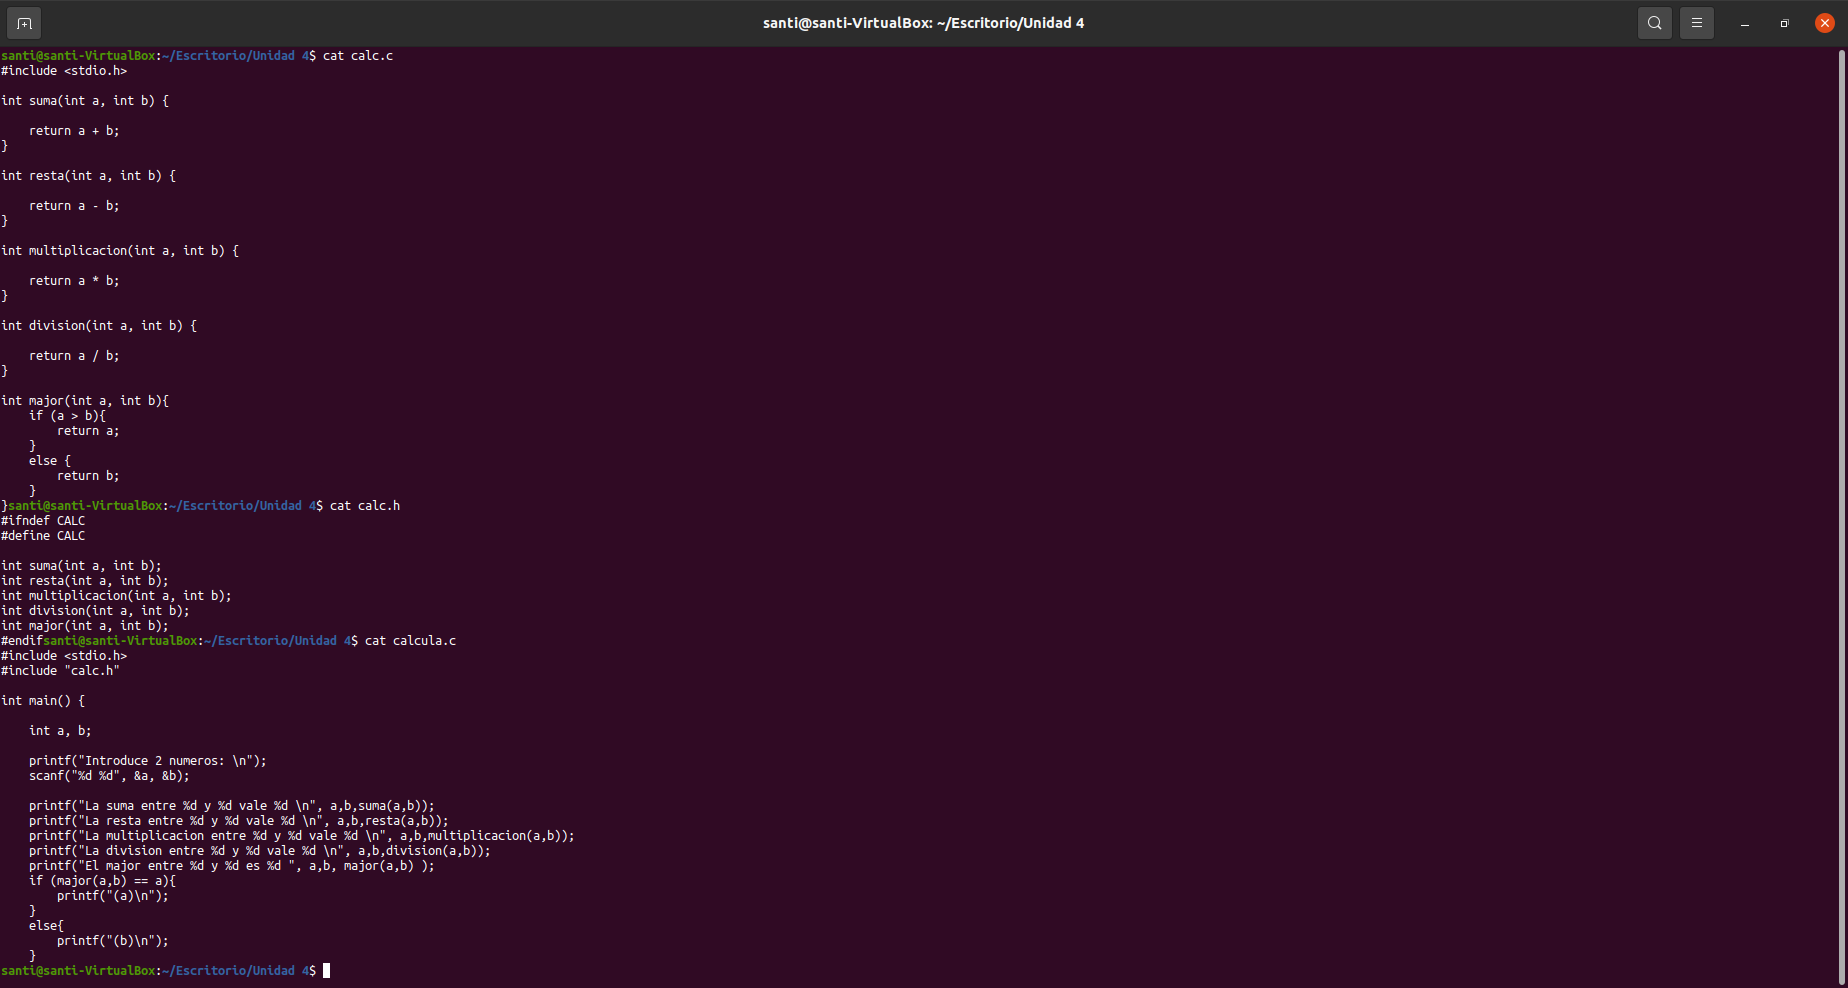 santi@santi-VirtualBox: ~/Escritorio/Unidad 4
santi@santi-VirtualBox:~/Escritorio/Unidad 4$ cat calc.c
#include <stdio.h>

int suma(int a, int b) {

    return a + b;
}

int resta(int a, int b) {

    return a - b;
}

int multiplicacion(int a, int b) {

    return a * b;
}

int division(int a, int b) {

    return a / b;
}

int major(int a, int b){
    if (a > b){
        return a;
    }
    else {
        return b;
    }
}santi@santi-VirtualBox:~/Escritorio/Unidad 4$ cat calc.h
#ifndef CALC
#define CALC

int suma(int a, int b);
int resta(int a, int b);
int multiplicacion(int a, int b);
int division(int a, int b);
int major(int a, int b);
#endifsanti@santi-VirtualBox:~/Escritorio/Unidad 4$ cat calcula.c
#include <stdio.h>
#include "calc.h"

int main() {

    int a, b;

    printf("Introduce 2 numeros: \n");
    scanf("%d %d", &a, &b);

    printf("La suma entre %d y %d vale %d \n", a,b,suma(a,b));
    printf("La resta entre %d y %d vale %d \n", a,b,resta(a,b));
    printf("La multiplicacion entre %d y %d vale %d \n", a,b,multiplicacion(a,b));
    printf("La division entre %d y %d vale %d \n", a,b,division(a,b));
    printf("El major entre %d y %d es %d ", a,b, major(a,b) );
    if (major(a,b) == a){
        printf("(a)\n");
    }
    else{
        printf("(b)\n");
    }
santi@santi-VirtualBox:~/Escritorio/Unidad 4$